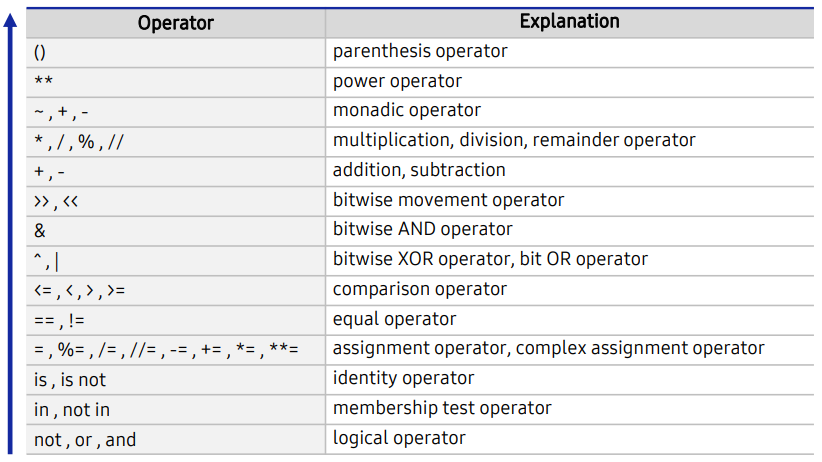 Operator Explanation
() parenthesis operator
** power operator
~ , + , - monadic operator
* , / , % , // multiplication, division, remainder operator
+ , - addition, subtraction
>> , << bitwise movement operator
& bitwise AND operator
^ , | bitwise XOR operator, bit OR operator
<= , < , > , >= comparison operator
== , != equal operator
= , %= , /= , //= , -= , += , *= , **= assignment operator, complex assignment operator
is , is not identity operator
in , not in membership test operator
not , or , and logical operator